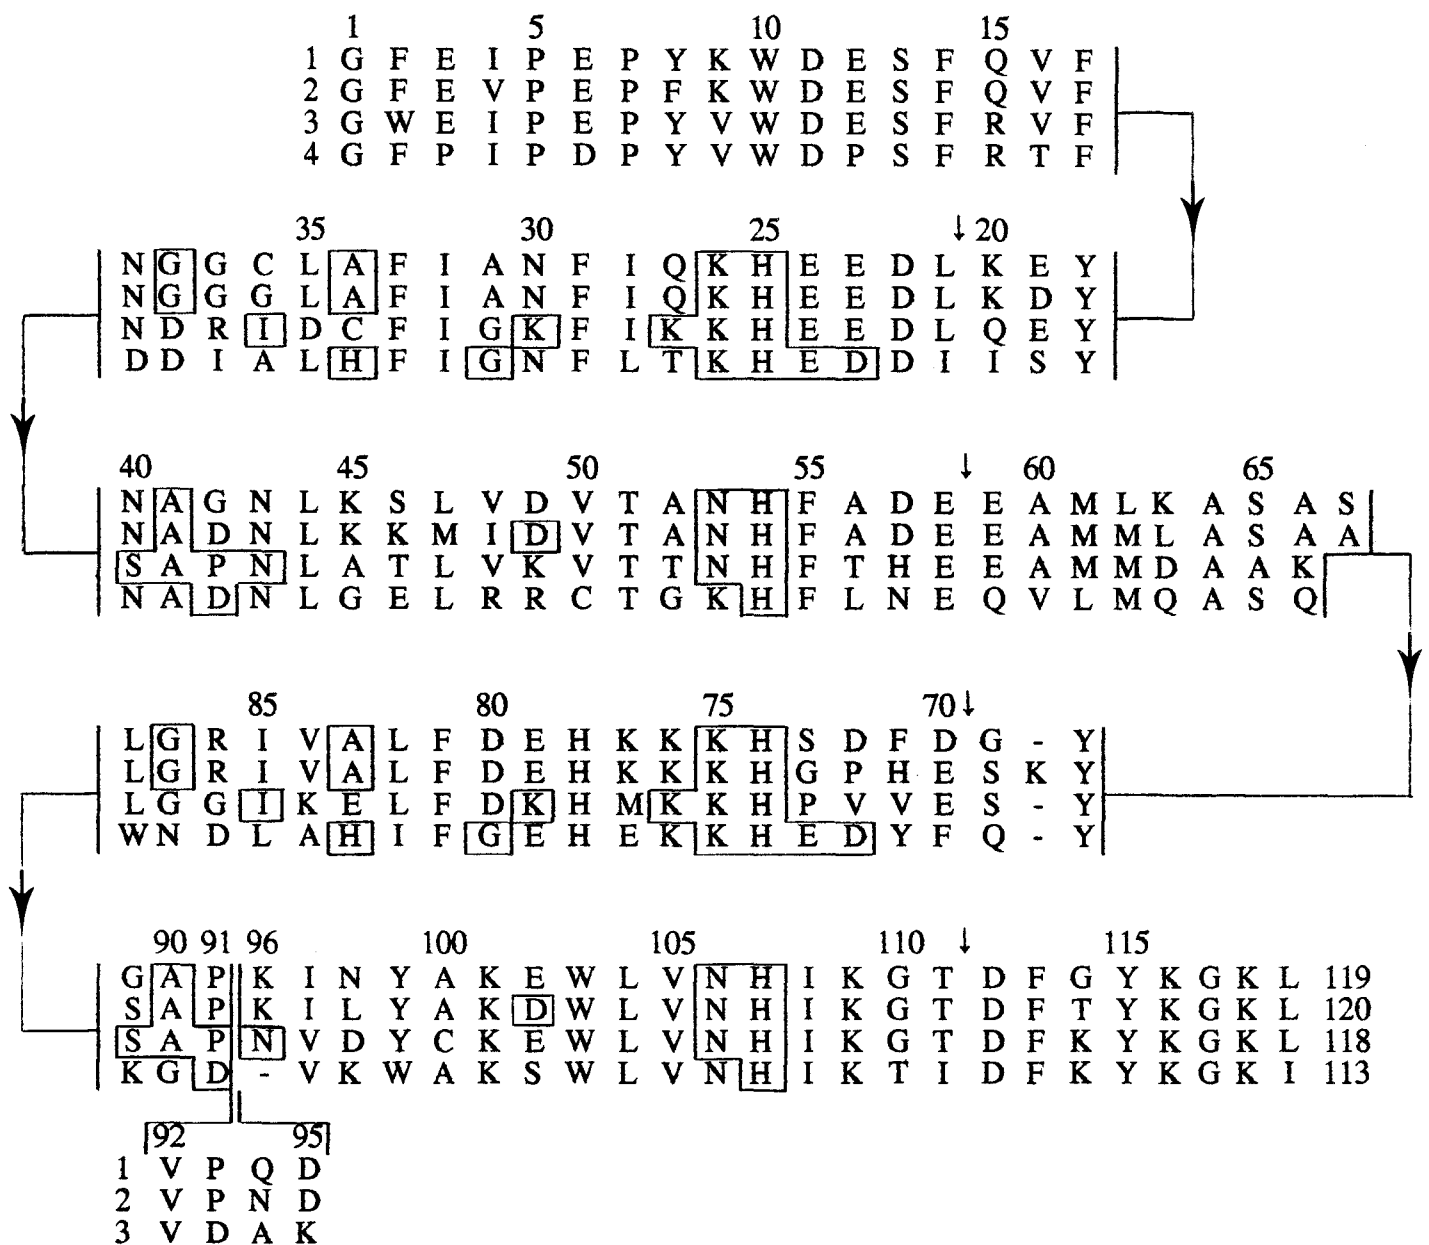 1 5 10 15
1 G F E I P E P Y K W D E S F Q V F
2 G F E V P E P F K W D E S F Q V F
3 G W E I P E P Y V W D E S F R V F
4 G F P I P D P Y V W D P S F R T F
35 30 25 ↓ 20
N G G C L A F I A N F I Q K H E E D L K E Y
N G G G L A F I A N F I Q K H E E D L K D Y
N D R I D C F I G K F I K K H E E D L Q E Y
D D I A L H F I G N F L T K H E D D I I S Y
40 45 50 55 ↓ 60 65
N A G N L K S L V D V T A N H F A D E E A M L K A S A S
N A D N L K K M I D V T A N H F A D E E A M M L A S A A
S A P N L A T L V K V T T N H F T H E E A M M D A A K
N A D N L G E L R R C T G K H F L N E Q V L M Q A S Q
85 80 75 70 ↓
L G R I V A L F D E H K K K H S D F D G - Y
L G R I V A L F D E H K K K H G P H E S K Y
L G G I K E L F D K H M K K H P V V E S - Y
W N D L A H I F G E H E K K H E D Y F Q - Y
90 91 96 100 105 110 ↓ 115
G A P K I N Y A K E W L V N H I K G T D F G Y K G K L 119
S A P K I L Y A K D W L V N H I K G T D F T Y K G K L 120
S A P N V D Y C K E W L V N H I K G T D F K Y K G K L 118
K G D - V K W A K S W L V N H I K T I D F K Y K G K I 113
92 95
1 V P Q D
2 V P N D
3 V D A K